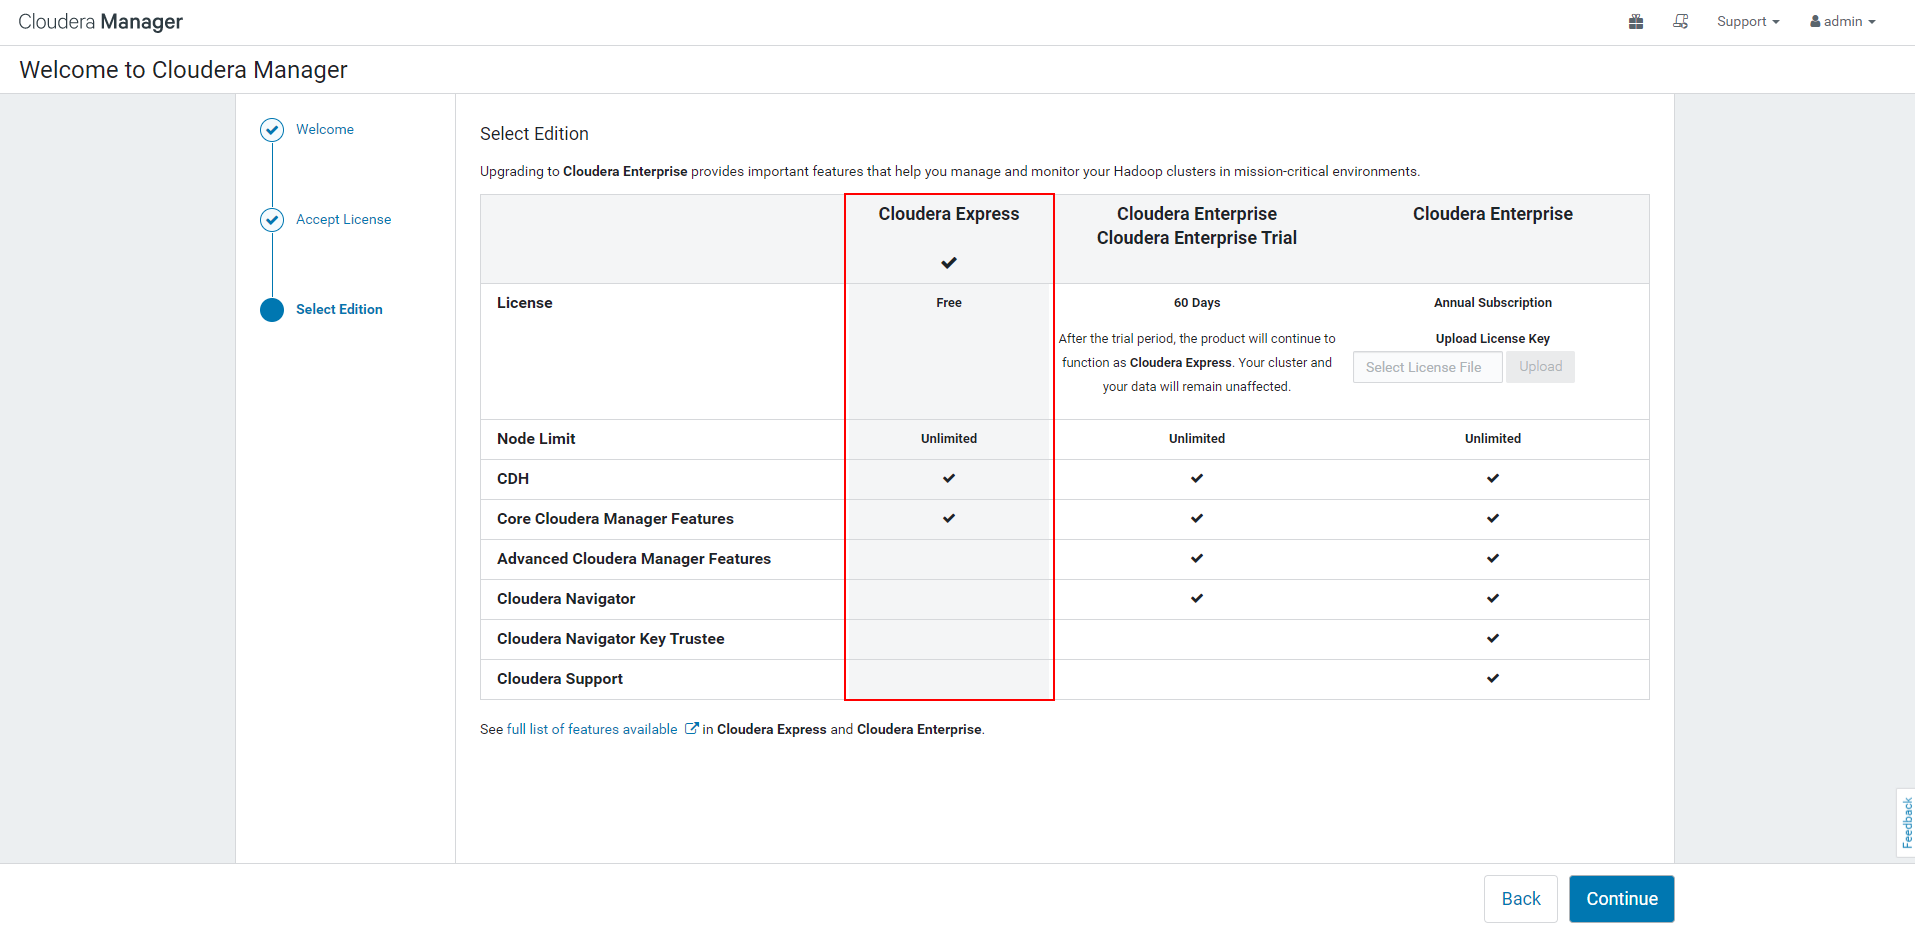 Cloudera Manager
Support
admin
Welcome to Cloudera Manager
Welcome
Accept License
Select Edition
Select Edition
Upgrading to Cloudera Enterprise provides important features that help you manage and monitor your Hadoop clusters in mission-critical environments.
Cloudera Express
Cloudera Enterprise
Cloudera Enterprise Trial
Cloudera Enterprise
License
Free
60 Days
After the trial period, the product will continue to
function as Cloudera Express. Your cluster and
your data will remain unaffected.
Annual Subscription
Upload License Key
Select License File
Upload
Node Limit
Unlimited
Unlimited
Unlimited
CDH
Core Cloudera Manager Features
Advanced Cloudera Manager Features
Cloudera Navigator
Cloudera Navigator Key Trustee
Cloudera Support
See full list of features available in Cloudera Express and Cloudera Enterprise.
Feedback
Back
Continue